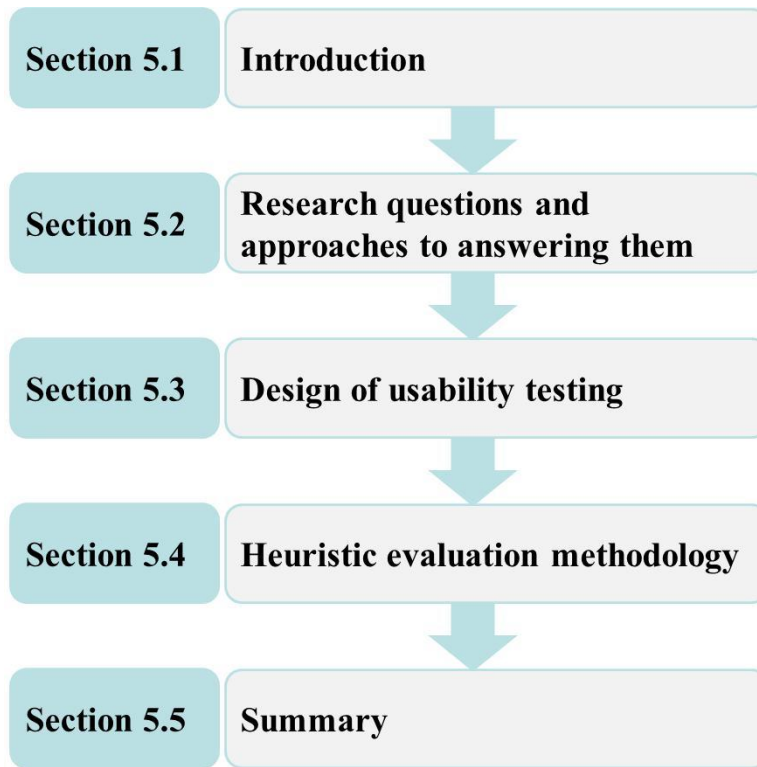 Section 5.1
Introduction
Section 5.2
Research questions and
approaches to answering them
Section 5.3
Design of usability testing
Section 5.4
Heuristic evaluation methodology
Section 5.5
Summary